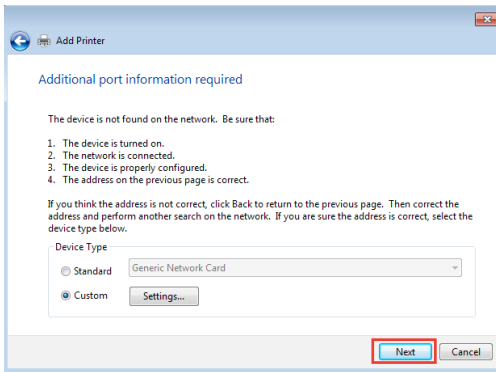 Add Printer
Additional port information required
The device is not found on the network. Be sure that:
1. The device is turned on.
2. The network is connected.
3. The device is properly configured.
4. The address on the previous page is correct.
If you think the address is not correct, click Back to return to the previous page. Then correct the
address and perform another search on the network. If you are sure the address is correct, select the
device type below.
Device Type
Standard Generic Network Card
Custom Settings...
Next Cancel